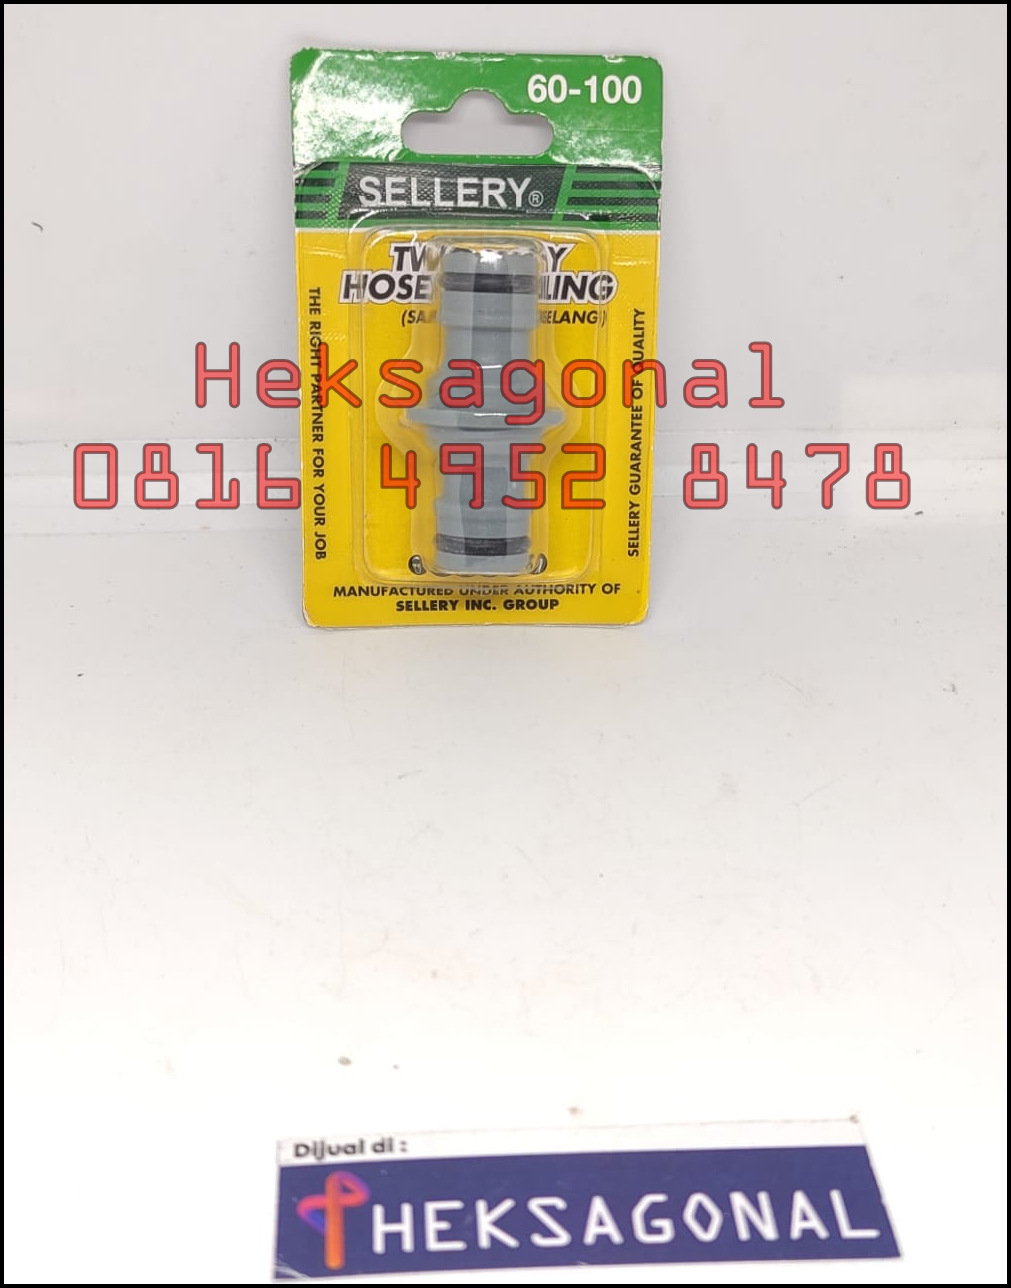 60-100
SELLERY®
HOSE
THE RIGHT PARTNER FOR YOUR JOB
SELLERY GUARANTEE OF QUALITY
Heksagonal
0816 4952 8478
MANUFACTURED UNDER AUTHORITY OF
SELLERY INC. GROUP
Dijual di :
HEKSAGONAL